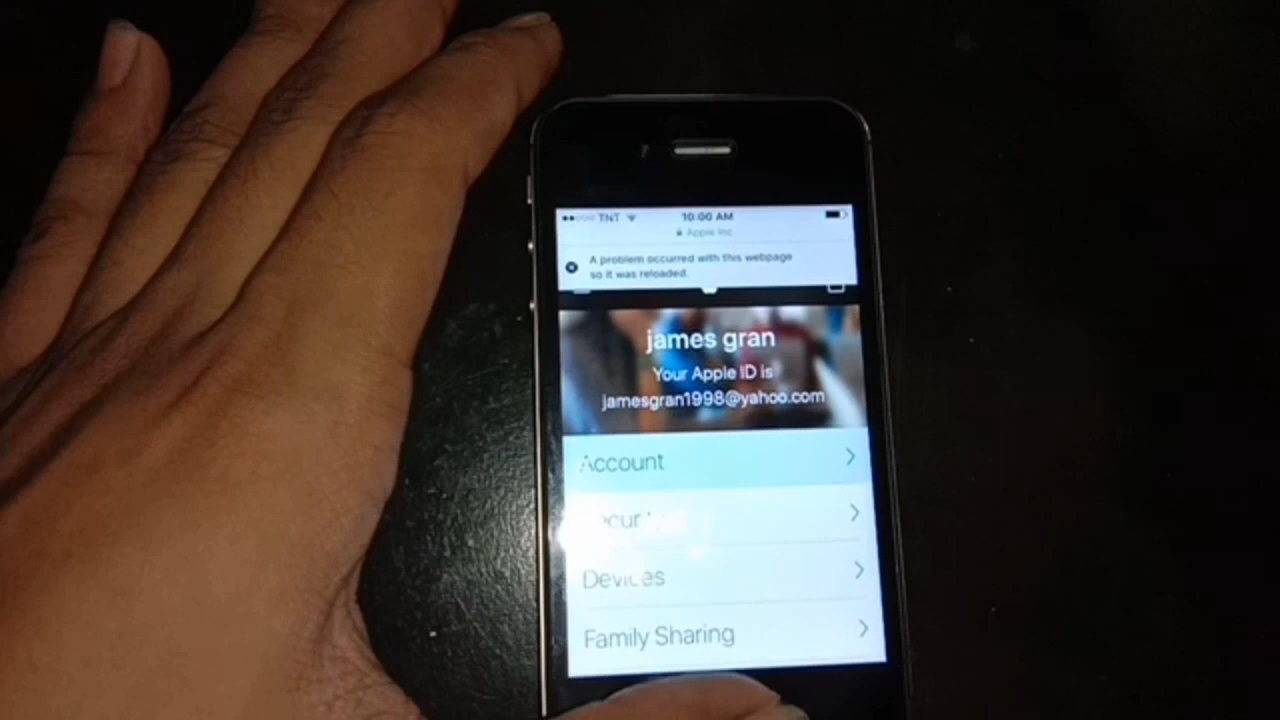 TNT 10:00 AM
Apple Inc.
A problem occurred with this webpage
so it was reloaded.
james gran
Your Apple ID is
jamesgran1998@yahoo.com
Account
Devices
Family Sharing